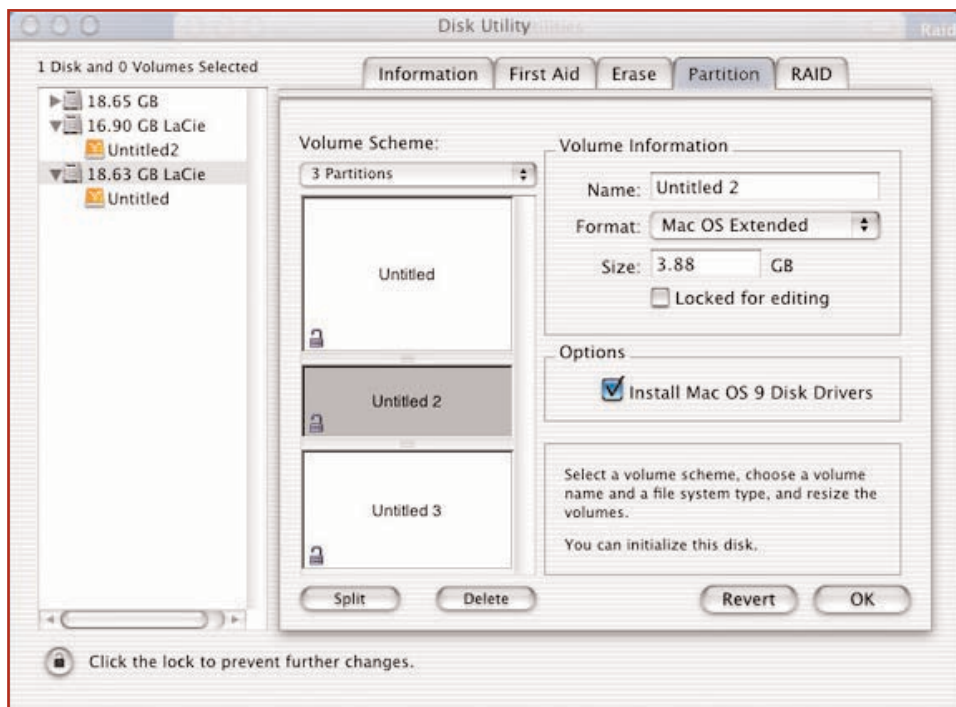 Disk Utility
Raid
1 Disk and 0 Volumes Selected
18.65 GB
16.90 GB LaCie
Untitled2
18.63 GB LaCie
Untitled
Information
First Aid
Erase
Partition
RAID
Volume Scheme:
3 Partitions
Untitled
Untitled 2
Untitled 3
Split
Delete
Volume Information
Name: Untitled 2
Format: Mac OS Extended
Size: 3.88 GB
Locked for editing
Options
Install Mac OS 9 Disk Drivers
Select a volume scheme, choose a volume
name and a file system type, and resize the
volumes.
You can initialize this disk.
Revert
OK
Click the lock to prevent further changes.